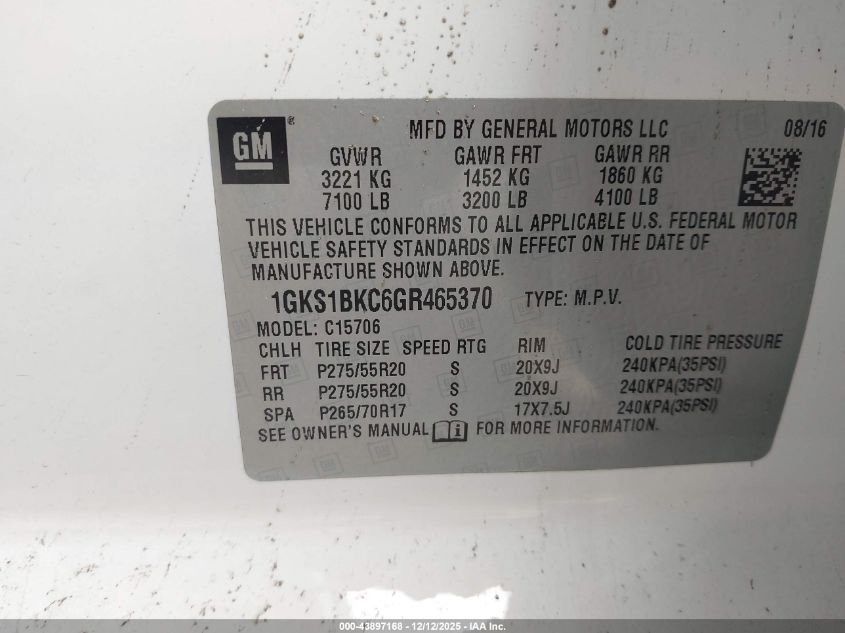 GM ®
MFD BY GENERAL MOTORS LLC 08/16
GVWR GAWR FRT GAWR RR
3221 KG 1452 KG 1860 KG
7100 LB 3200 LB 4100 LB
THIS VEHICLE CONFORMS TO ALL APPLICABLE U.S. FEDERAL MOTOR
VEHICLE SAFETY STANDARDS IN EFFECT ON THE DATE OF
MANUFACTURE SHOWN ABOVE.
1GKS1BKC6GR465370 TYPE: M.P.V.
MODEL: C15706
CHLH TIRE SIZE SPEED RTG RIM COLD TIRE PRESSURE
FRT P275/55R20 S 20X9J 240KPA(35PSI)
RR P275/55R20 S 20X9J 240KPA(35PSI)
SPA P265/70R17 S 17X7.5J 240KPA(35PSI)
SEE OWNER'S MANUAL FOR MORE INFORMATION.
000-43897168 - 12/12/2025 - IAA Inc.